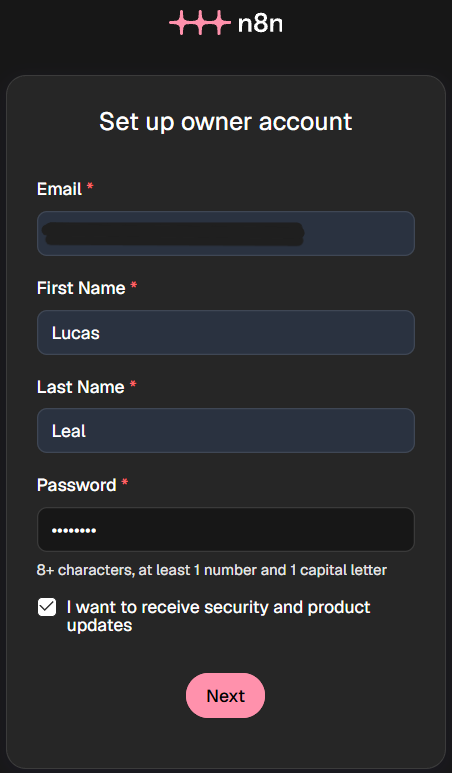 n8n
Set up owner account
Email *
First Name *
Lucas
Last Name *
Leal
Password *
••••••••
8+ characters, at least 1 number and 1 capital letter
I want to receive security and product
updates
Next